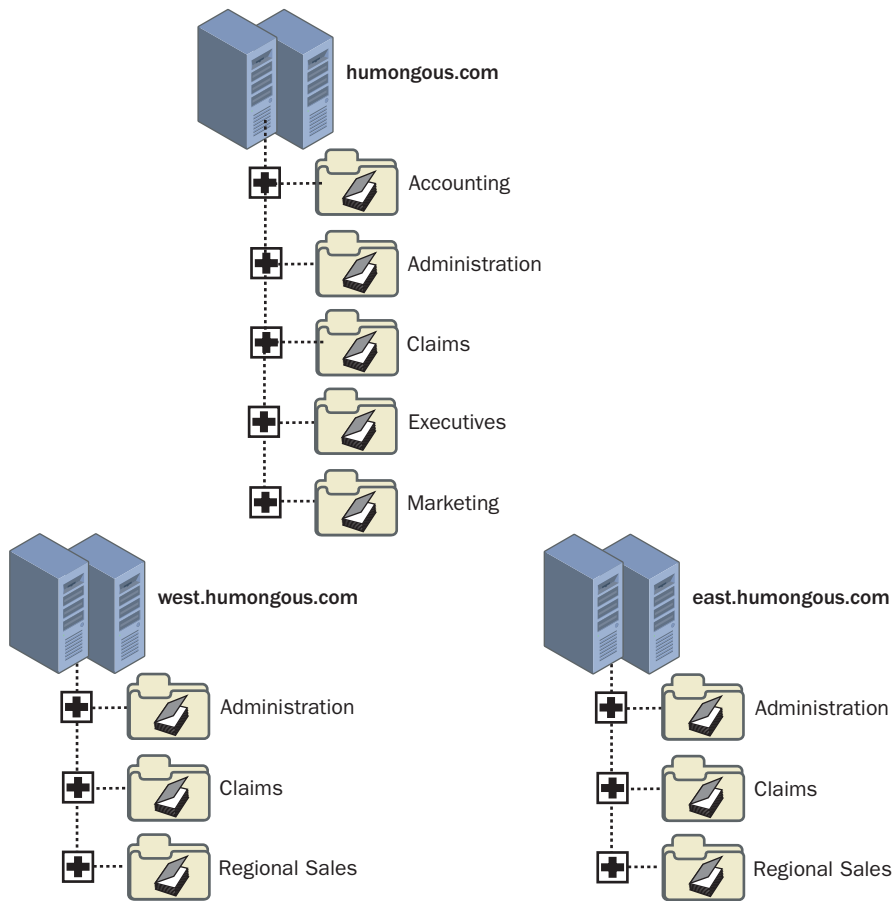 humongous.com
Accounting
Administration
Claims
Executives
Marketing
west.humongous.com
Administration
Claims
Regional Sales
east.humongous.com
Administration
Claims
Regional Sales